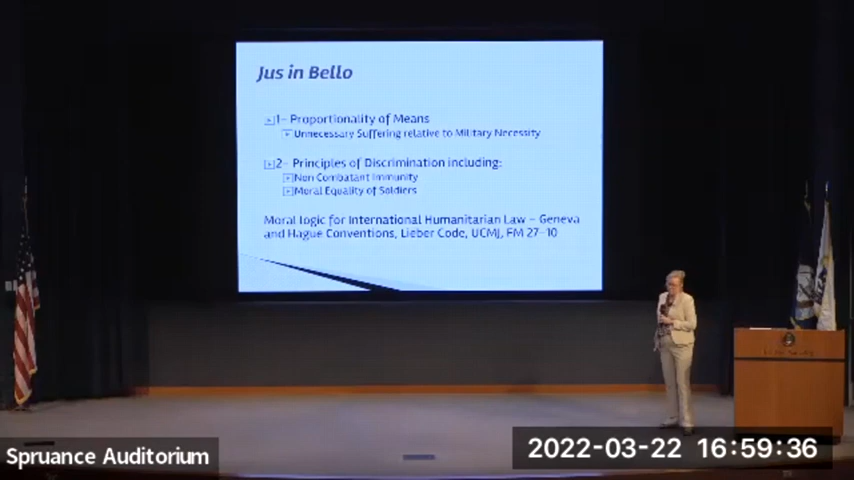 Jus in Bello
1- Proportionality of Means
Unnecessary Suffering relative to Military Necessity
2- Principles of Discrimination including:
Non Combatant Immunity
Moral Equality of Soldiers
Moral logic for International Humanitarian Law – Geneva
and Hague Conventions, Lieber Code, UCMJ, FM 27-10
Spruance Auditorium
2022-03-22 16:59:36